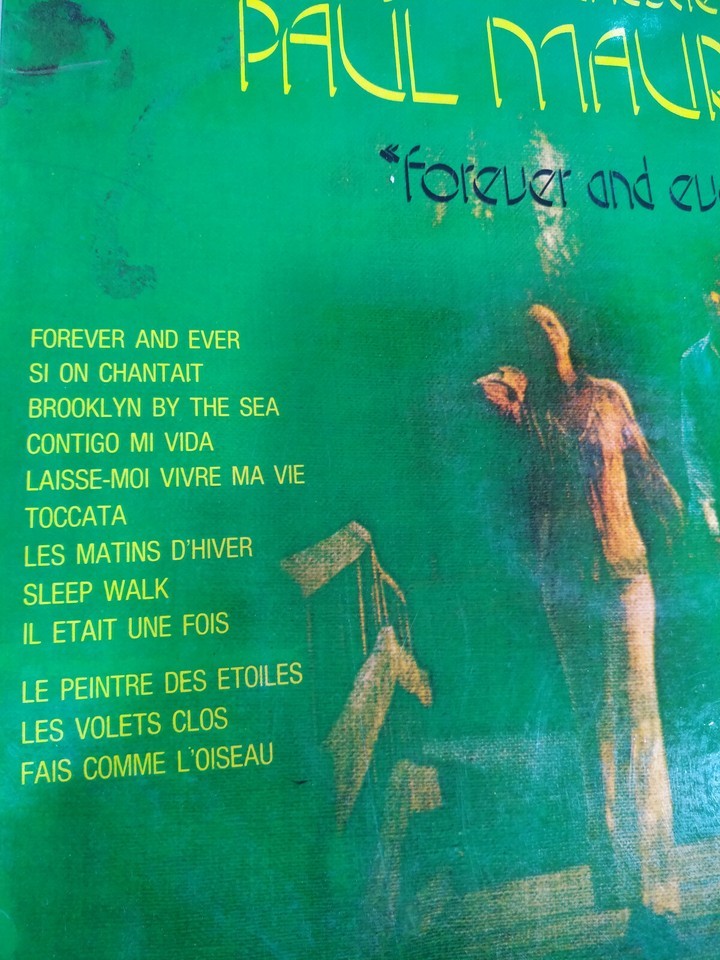 PAUL MAUR
"forever and eve
FOREVER AND EVER
SI ON CHANTAIT
BROOKLYN BY THE SEA
CONTIGO MI VIDA
LAISSE-MOI VIVRE MA VIE
TOCCATA
LES MATINS D'HIVER
SLEEP WALK
IL ETAIT UNE FOIS
LE PEINTRE DES ETOILES
LES VOLETS CLOS
FAIS COMME L'OISEAU